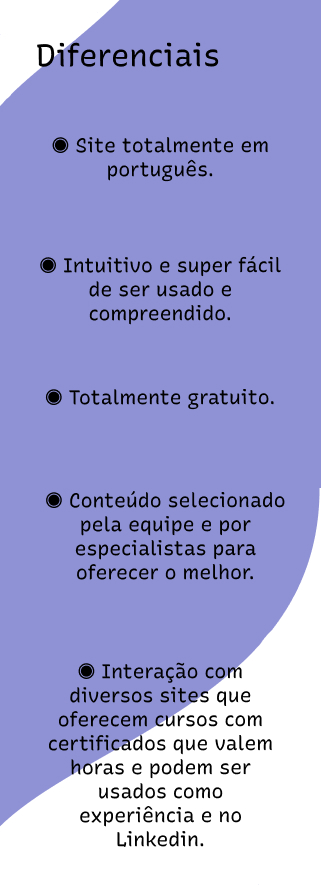 Diferenciais
◉ Site totalmente em
português.
◉ Intuitivo e super fácil
de ser usado e
compreendido.
◉ Totalmente gratuito.
◉ Conteúdo selecionado
pela equipe e por
especialistas para
oferecer o melhor.
◉ Interação com
diversos sites que
oferecem cursos com
certificados que valem
horas e podem ser
usados como
experiência e no
Linkedin.